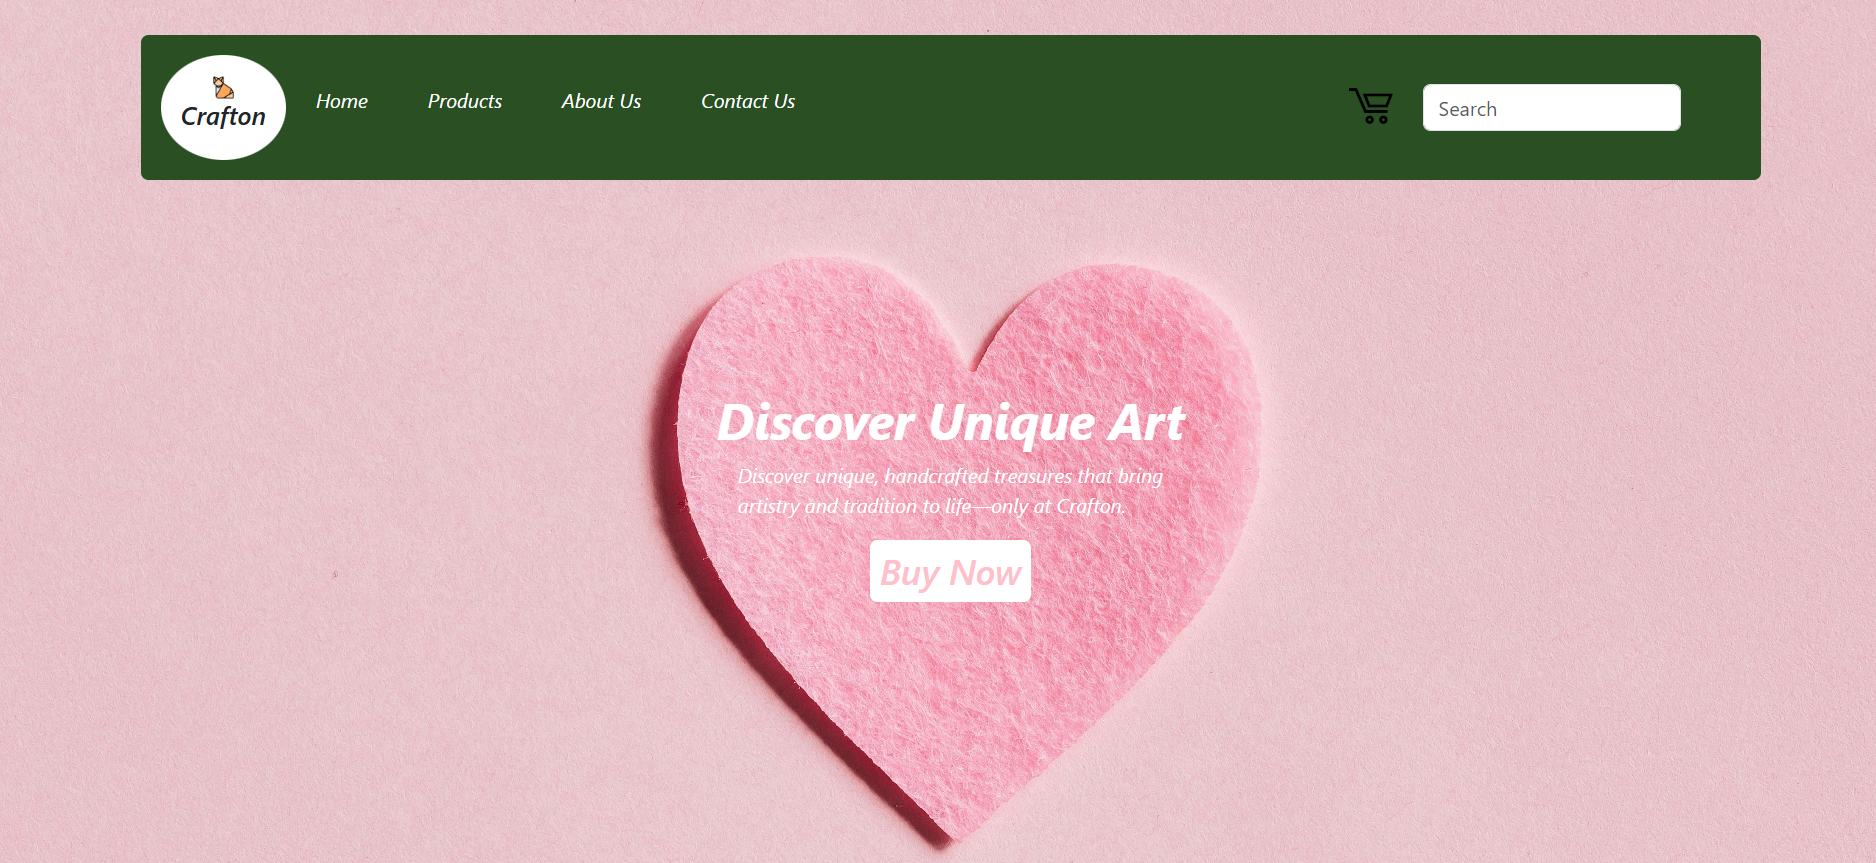 Crafton
Home
Products
About Us
Contact Us
Search
Discover Unique Art
Discover unique, handcrafted treasures that bring
artistry and tradition to life—only at Crafton.
Buy Now